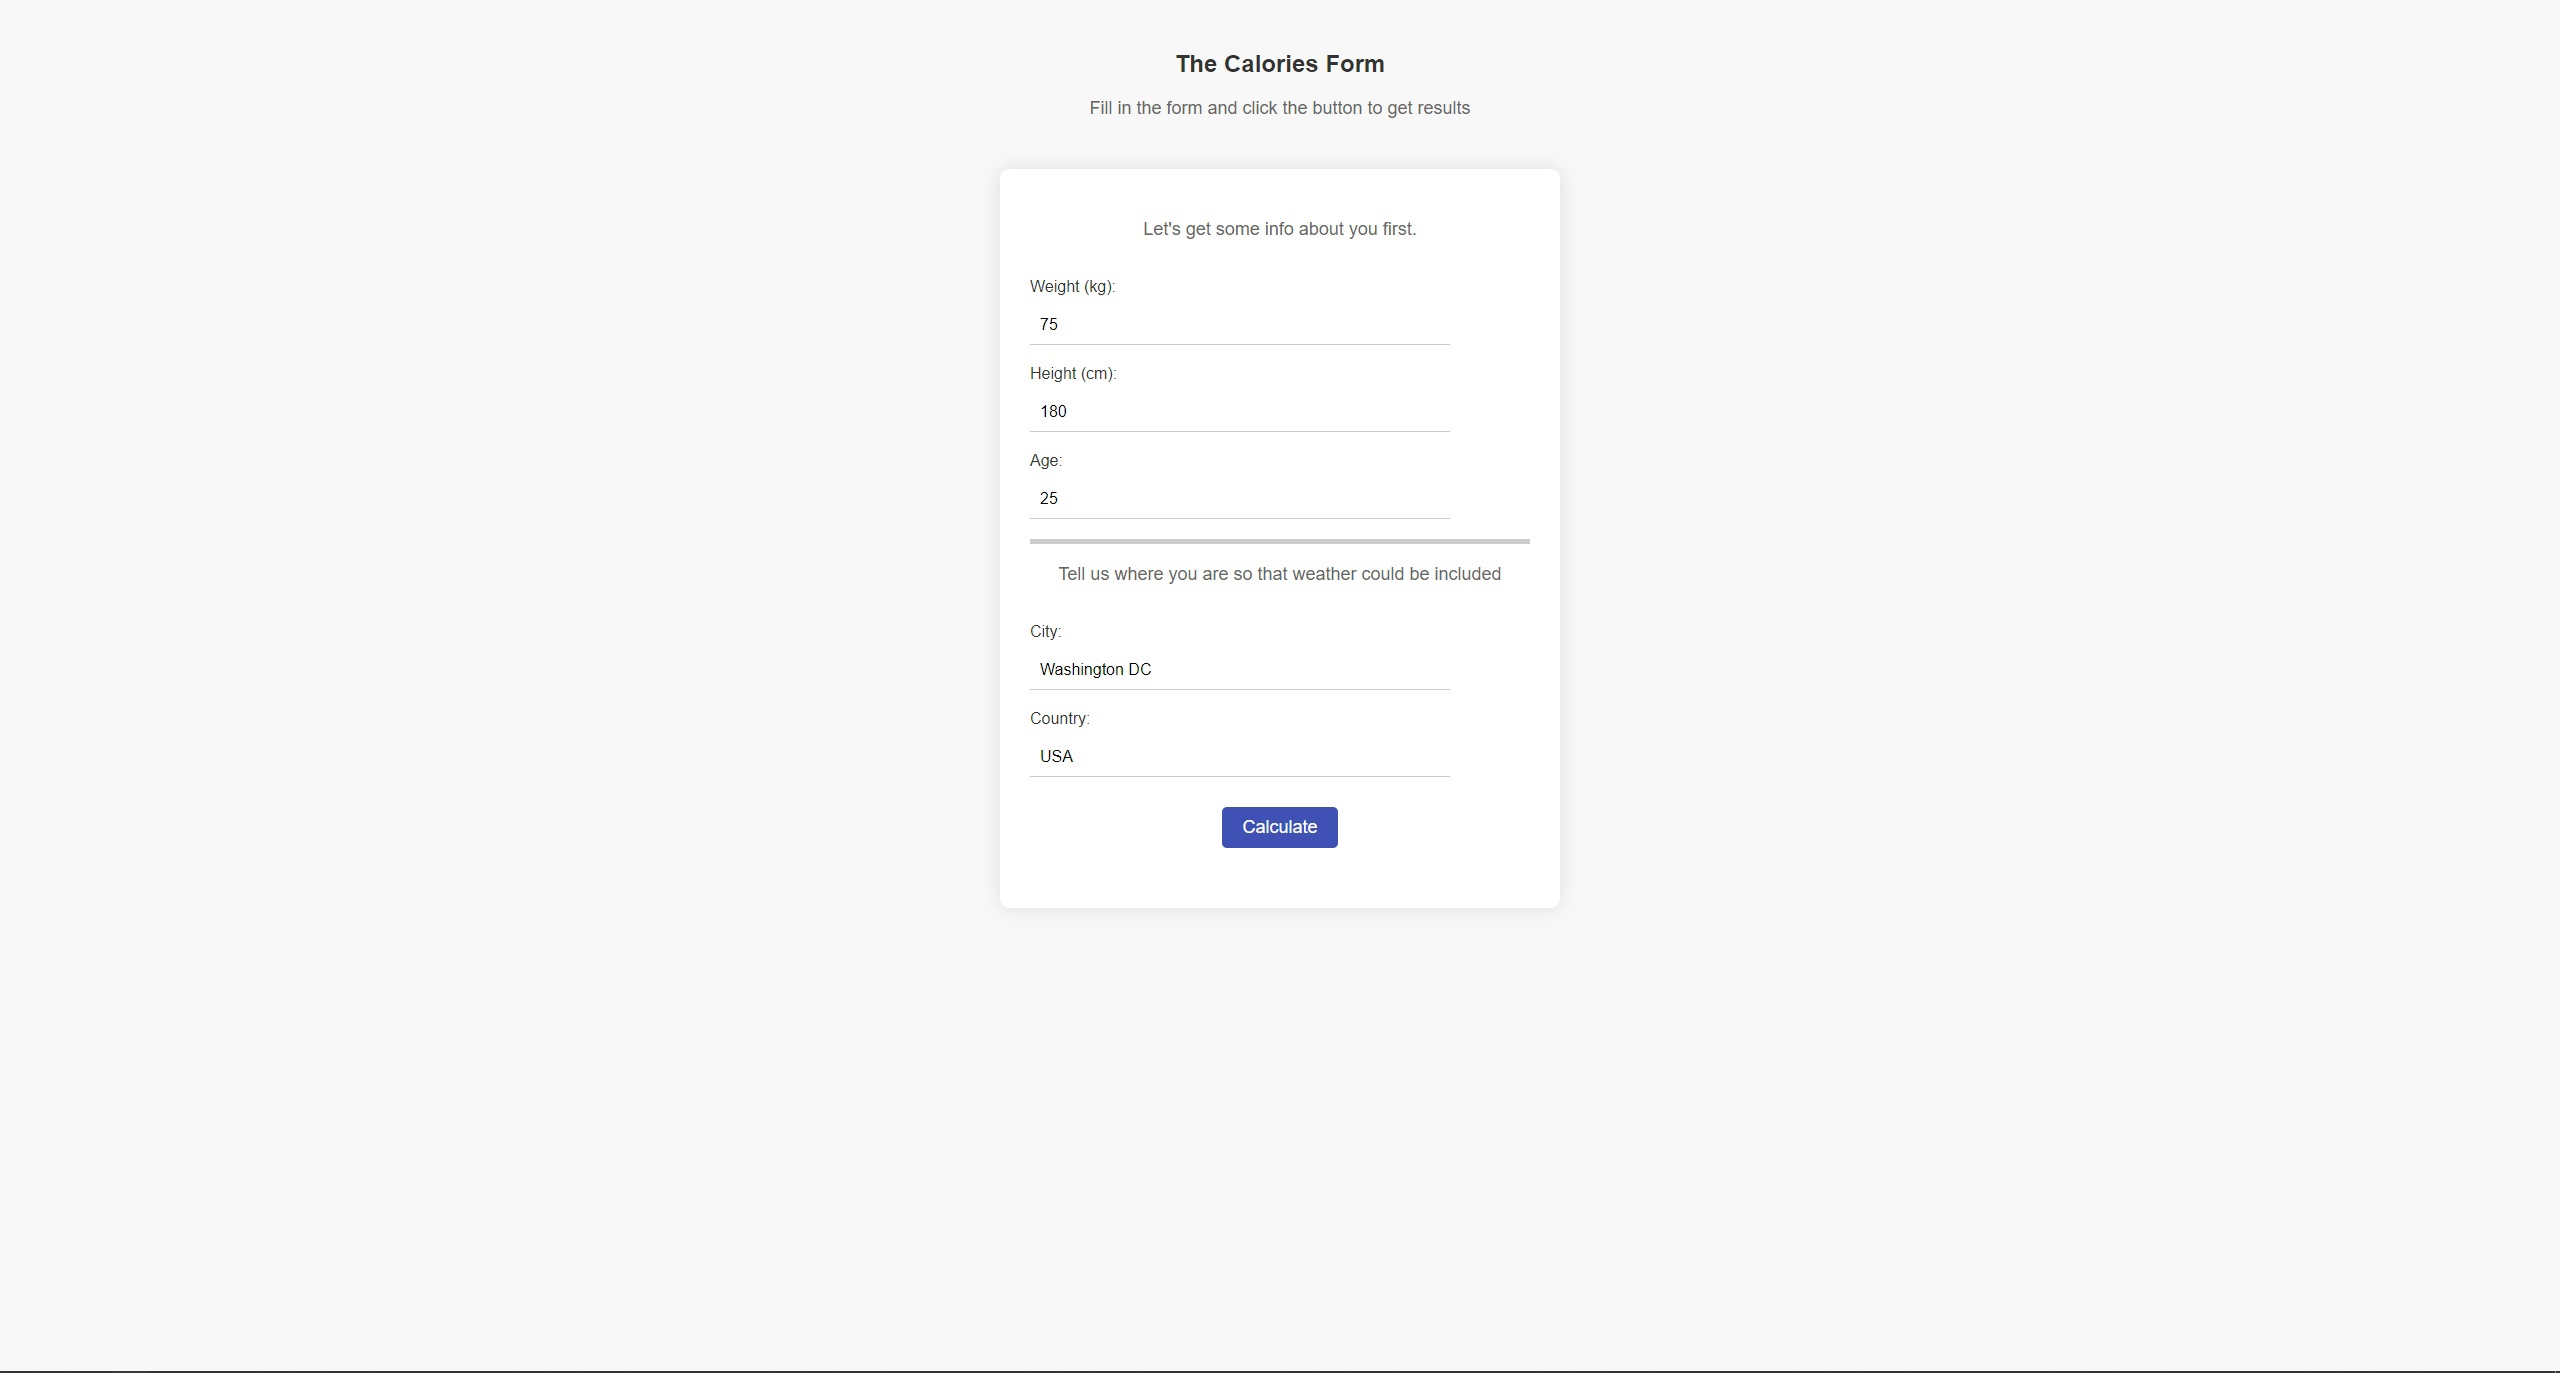 The Calories Form
Fill in the form and click the button to get results
Let's get some info about you first.
Weight (kg):
75
Height (cm):
180
Age:
25
Tell us where you are so that weather could be included
City:
Washington DC
Country:
USA
Calculate